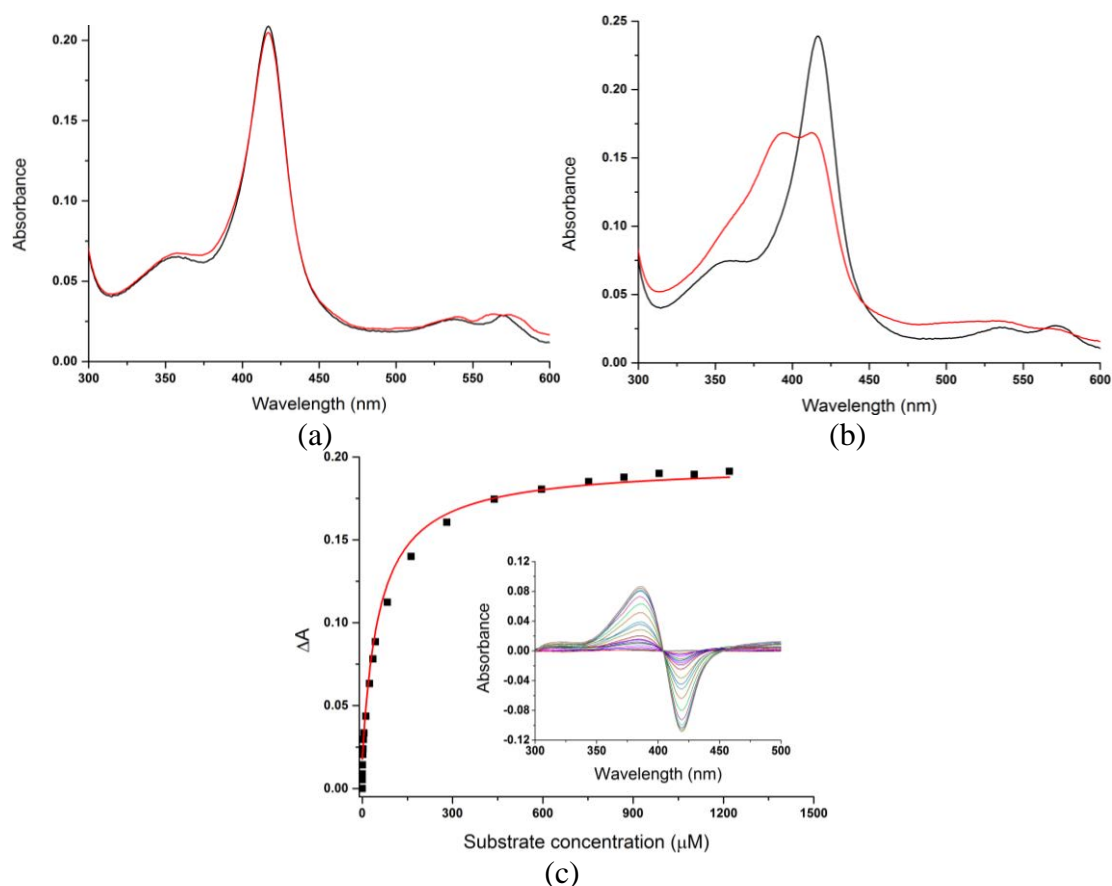 0.20
0.15
0.10
0.05
0.00
Absorbance
300 350 400 450 500 550 600
Wavelength (nm)
(a)
0.25
0.20
0.15
0.10
0.05
0.00
Absorbance
300 350 400 450 500 550 600
Wavelength (nm)
(b)
0.20
0.15
0.10
0.05
0.00
ΔA
0 300 600 900 1200 1500
Substrate concentration (μM)
0.12
0.08
0.04
0.00
-0.04
-0.08
-0.12
Absorbance
300 350 400 450 500
Wavelength (nm)
(c)